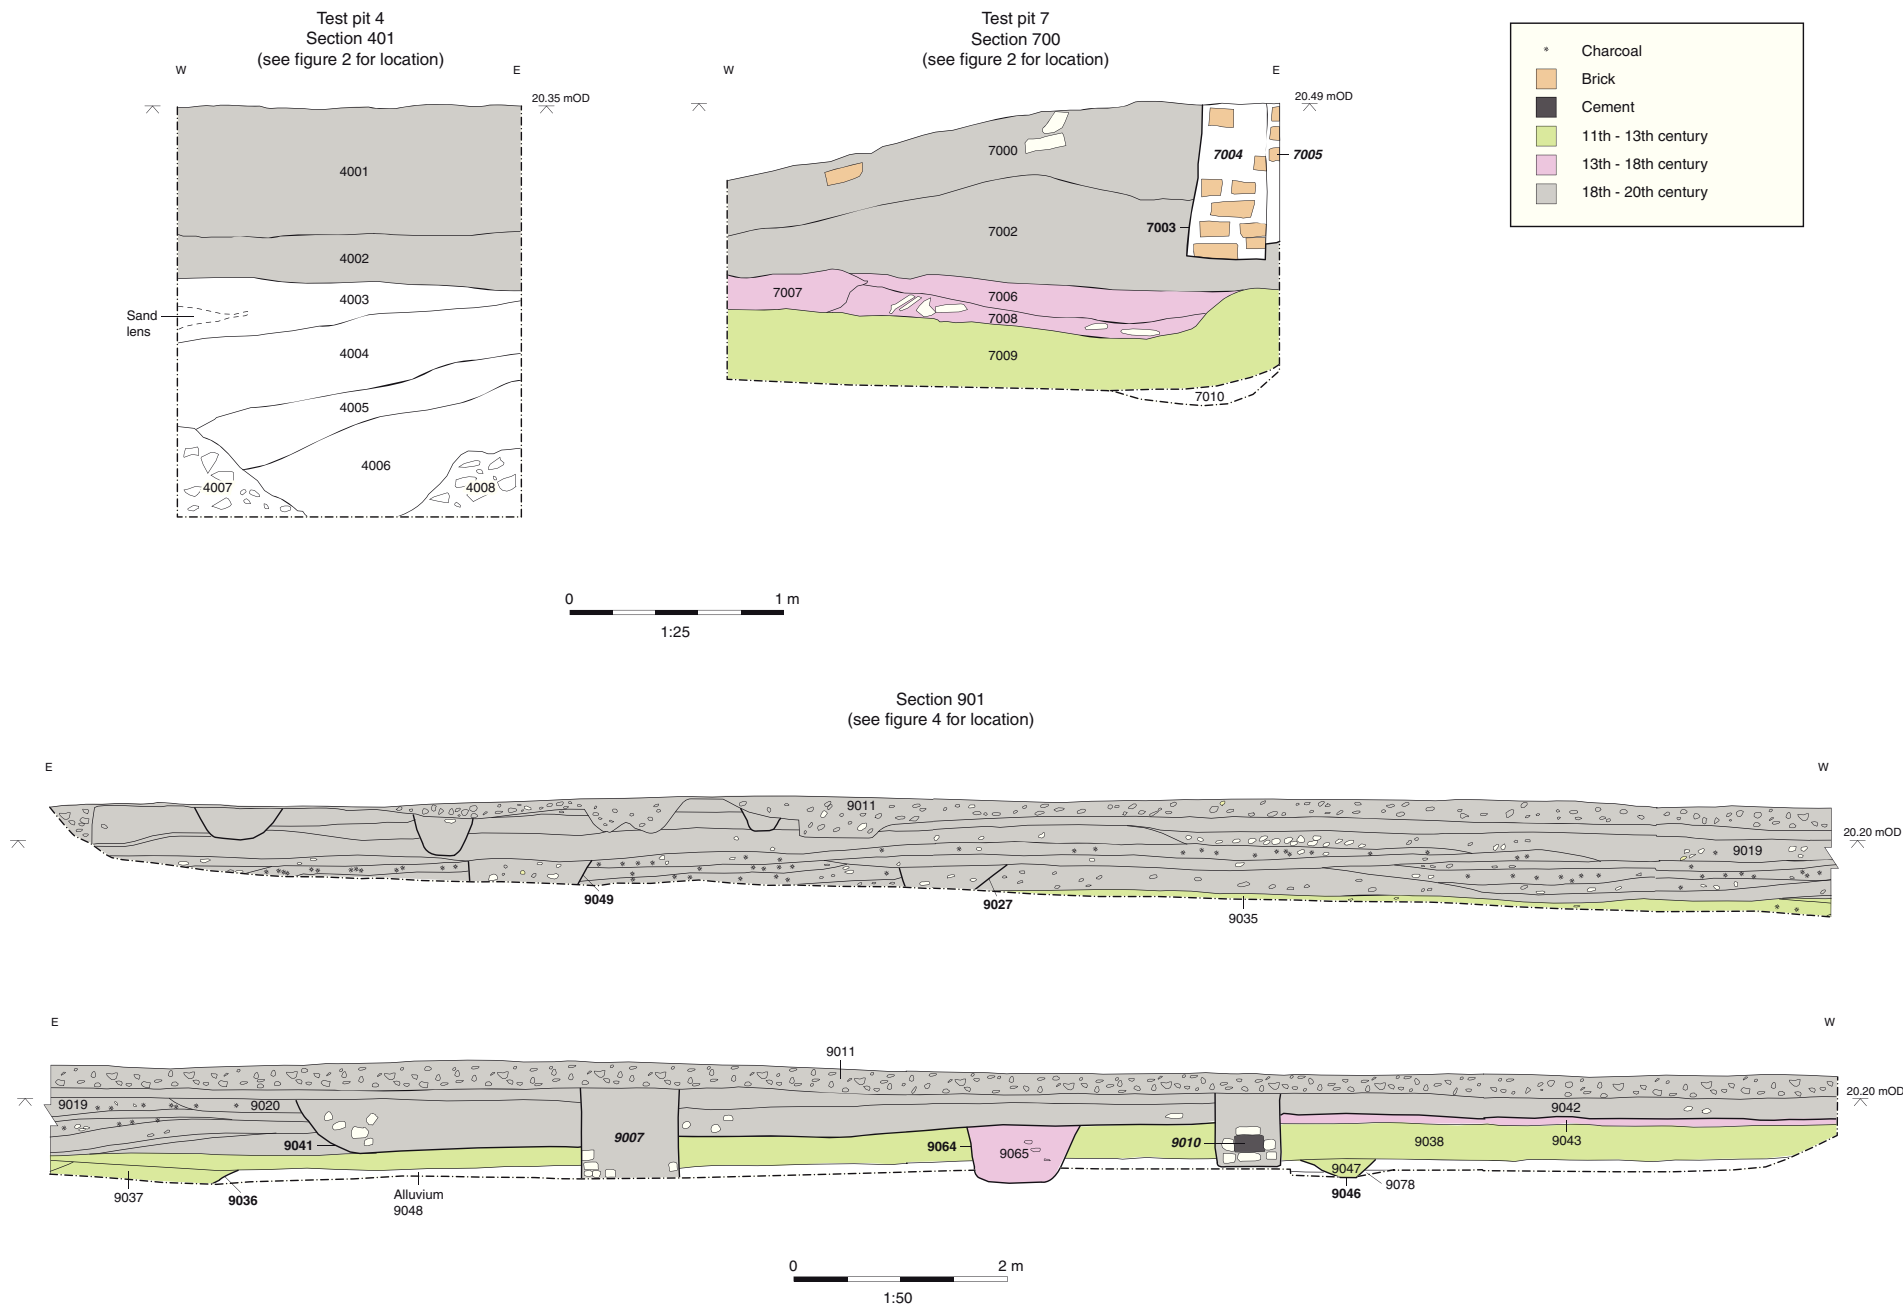 Test pit 4
Section 401
(see figure 2 for location)
W
E
20.35 mOD
4001
4002
4003
Sand
lens
4004
4005
4006
4007
4008
Test pit 7
Section 700
(see figure 2 for location)
W
E
20.49 mOD
7000
7004
7005
7003
7002
7007
7006
7008
7009
7010
Charcoal
Brick
Cement
11th - 13th century
13th - 18th century
18th - 20th century
0 1 m
1:25
Section 901
(see figure 4 for location)
E
W
9011
20.20 mOD
9019
9049
9027
9035
E
W
9011
20.20 mOD
9019
9020
9042
9041
9007
9064
9065
9010
9038
9043
9047
9037
9036
Alluvium
9048
9046
9078
0 2 m
1:50